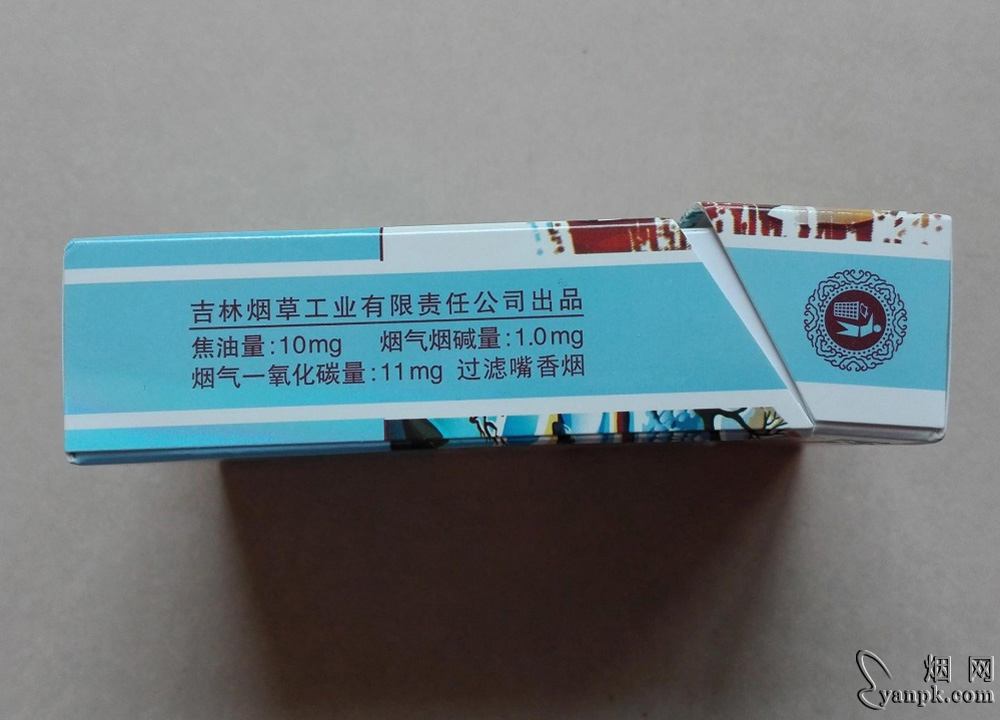 吉林烟草工业有限责任公司出品
焦油量:10mg 烟气烟碱量:1.0mg
烟气一氧化碳量:11mg 过滤嘴香烟
烟网
yanpk.com